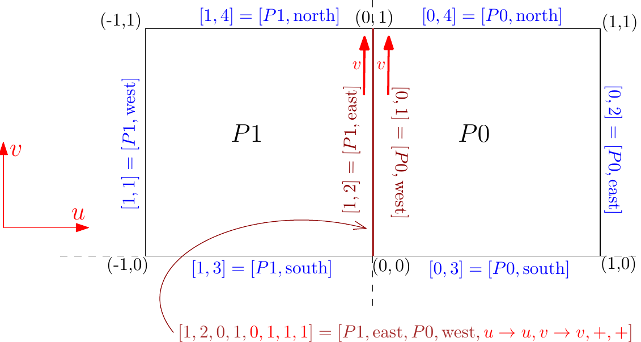 (-1,1)
[1, 4] = [P1, north]
(0, 1)
[0, 4] = [P0, north]
(1,1)
v
v
[1, 1] = [P1, west]
P1
[1, 2] = [P1, east]
[0, 1] = [P0, west]
P0
[0, 2] = [P0, east]
v
u
(-1,0)
[1, 3] = [P1, south]
(0, 0)
[0, 3] = [P0, south]
(1,0)
[1, 2, 0, 1, 0, 1, 1, 1] = [P1, east, P0, west, u → u, v → v, +, +]